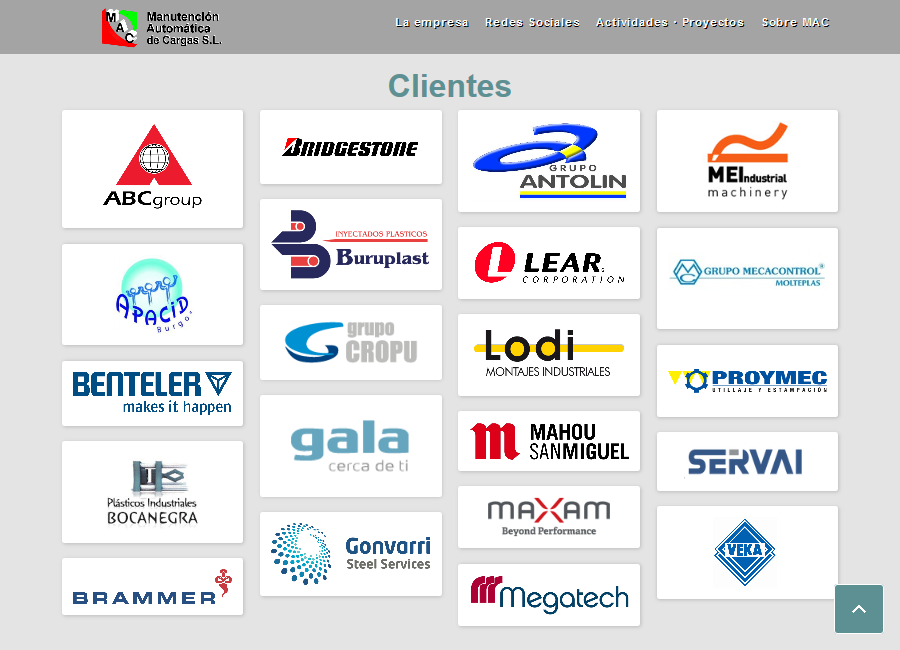 MAC
Manutención
Automática
de Cargas S.L.
La empresa
Redes Sociales
Actividades · Proyectos
Sobre MAC
Clientes
ABCgroup
APACID
Burgos
BENTELER
makes it happen
Plásticos Industriales
BOCANEGRA
BRAMMER
BRIDGESTONE
INYECTADOS PLASTICOS
Buruplast
grupo
CROPU
gala
cerca de ti
Gonvarri
Steel Services
GRUPO
ANTOLIN
LEAR
CORPORATION
Lodi
MONTAJES INDUSTRIALES
MAHOU
SANMIGUEL
MAXAM
Beyond Performance
Megatech
MEIndustrial
machinery
GRUPO MECACONTROL®
MOLTEPLAS
PROYMEC
UTILLAJE Y ESTAMPACIÓN
SERVAI
VEKA